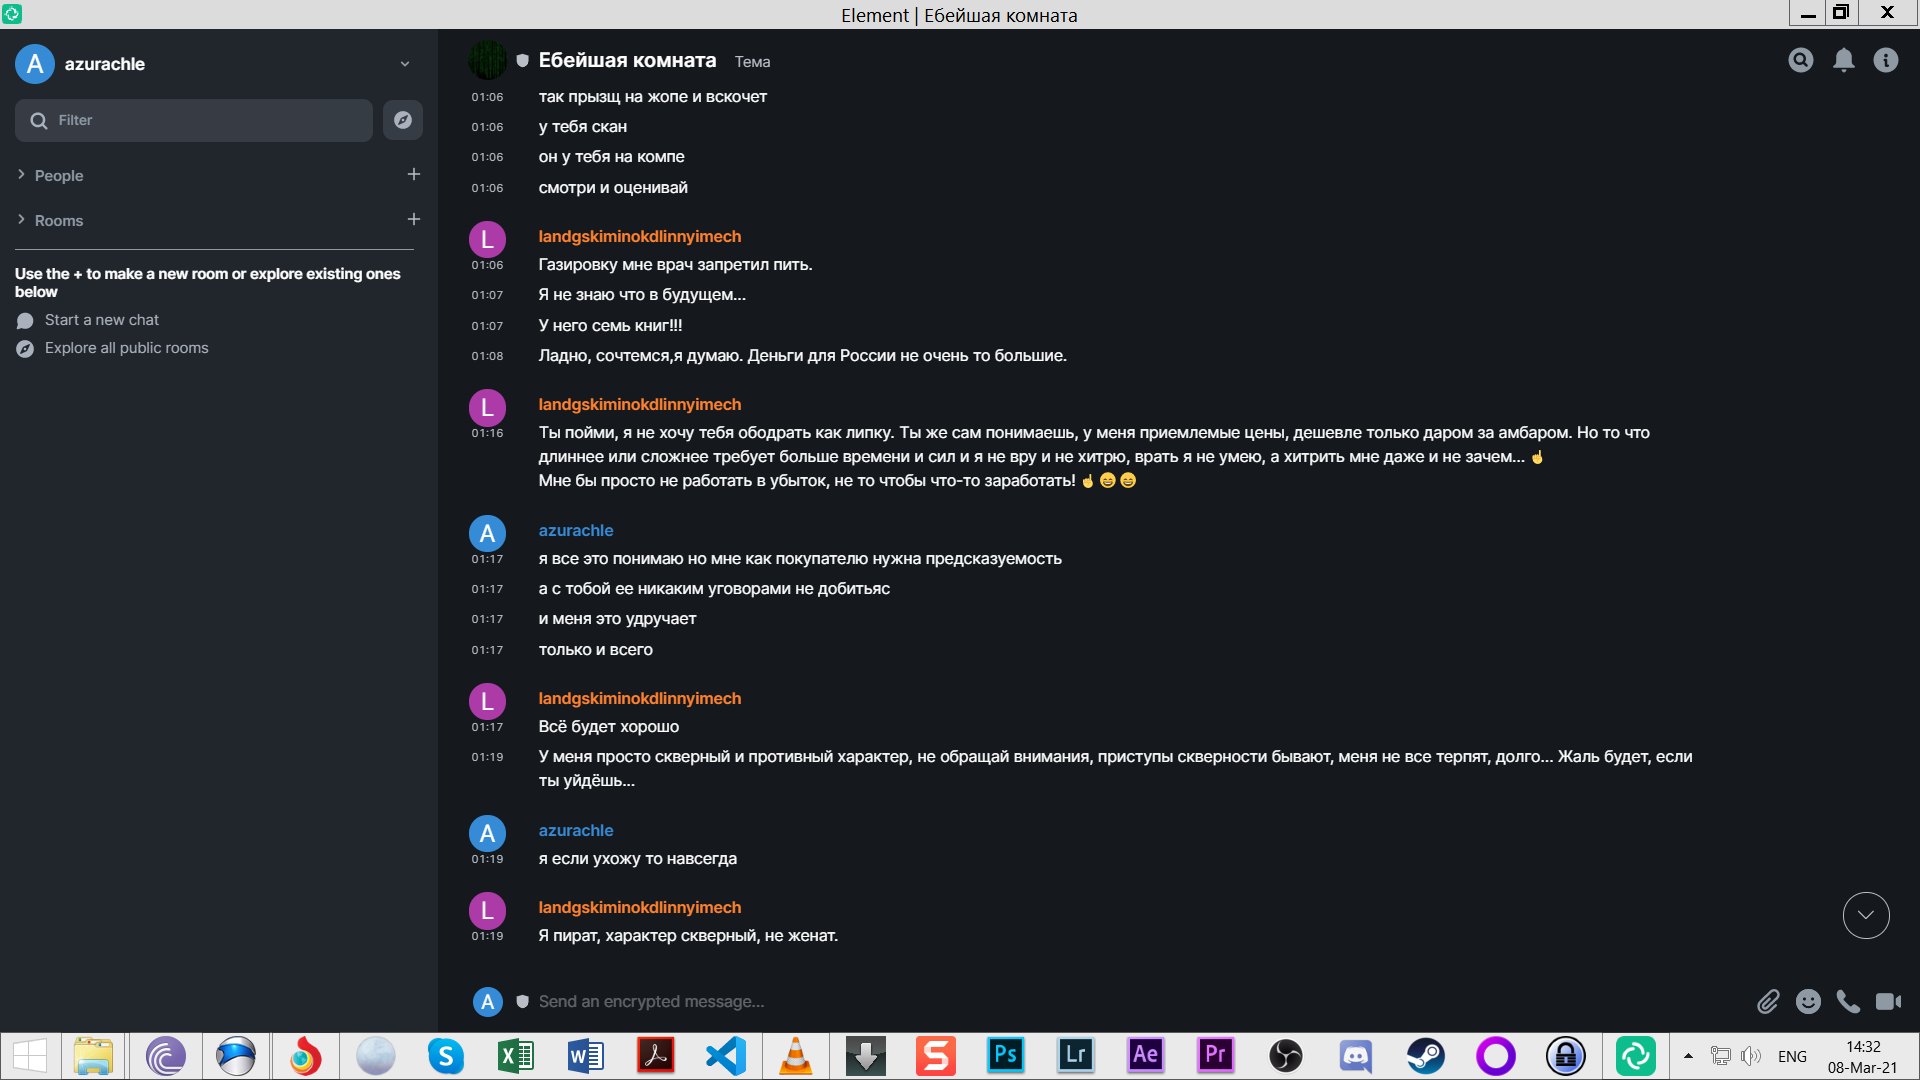 Element | Ебейшая комната
A azurachle
Filter
People
Rooms
Use the + to make a new room or explore existing ones
below
Start a new chat
Explore all public rooms
Ебейшая комната Тема
01:06 так прызщ на жопе и вскочет
01:06 у тебя скан
01:06 он у тебя на компе
01:06 смотри и оценивай
L landgskiminokdlinnyimech
01:06 Газировку мне врач запретил пить.
01:07 Я не знаю что в будущем...
01:07 У него семь книг!!!
01:08 Ладно, сочтемся,я думаю. Деньги для России не очень то большие.
L landgskiminokdlinnyimech
01:16 Ты пойми, я не хочу тебя ободрать как липку. Ты же сам понимаешь, у меня приемлемые цены, дешевле только даром за амбаром. Но то что
длиннее или сложнее требует больше времени и сил и я не вру и не хитрю, врать я не умею, а хитрить мне даже и не зачем... ☝
Мне бы просто не работать в убыток, не то чтобы что-то заработать! ☝😄😄
A azurachle
01:17 я все это понимаю но мне как покупателю нужна предсказуемость
01:17 а с тобой ее никаким уговорами не добитьяс
01:17 и меня это удручает
01:17 только и всего
L landgskiminokdlinnyimech
01:17 Всё будет хорошо
01:19 У меня просто скверный и противный характер, не обращай внимания, приступы скверности бывают, меня не все терпят, долго... Жаль будет, если
ты уйдёшь...
A azurachle
01:19 я если ухожу то навсегда
L landgskiminokdlinnyimech
01:19 Я пират, характер скверный, не женат.
A Send an encrypted message...
S X W Ps Lr Ae Pr ENG 14:32
08-Mar-21